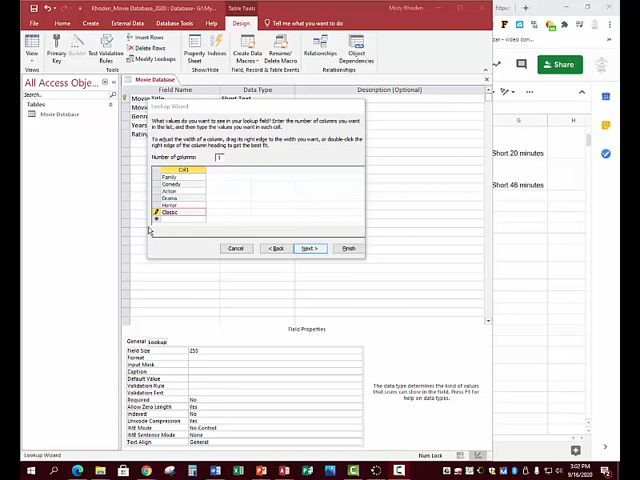 Rhoden_Movie Database_2020 : Database- G:\My...
Table Tools
Misty Rhoden
File
Home
Create
External Data
Database Tools
Design
Tell me what you want to do
View
Primary Key
Builder
Test Validation Rules
Insert Rows
Delete Rows
Modify Lookups
Property Sheet
Indexes
Create Data Macros
Rename/Delete Macro
Relationships
Object Dependencies
Views
Show/Hide
Field, Record & Table Events
Relationships
All Access Obje...
Search...
Tables
Movie Database
Movie Database
Field Name
Data Type
Description (Optional)
Movie Title
Short Text
Lookup Wizard
What values do you want to see in your lookup field? Enter the number of columns you want
in the list, and then type the values you want in each cell.
To adjust the width of a column, drag its right edge to the width you want, or double-click the
right edge of the column heading to get the best fit.
Number of columns: 1
Col1
Family
Comedy
Action
Drama
Horror
Classic
Cancel
< Back
Next >
Finish
Field Properties
General
Lookup
Field Size 255
Format
Input Mask
Caption
Default Value
Validation Rule
Validation Text
Required No
Allow Zero Length Yes
Indexed No
Unicode Compression Yes
IME Mode No Control
IME Sentence Mode None
Text Align General
The data type determines the kind of
values that users can store in the field. Press F1 for
help on data types.
Lookup Wizard
Num Lock
Share
G
H
Short 20 minutes
Short 46 minutes
3:02 PM
9/16/2020